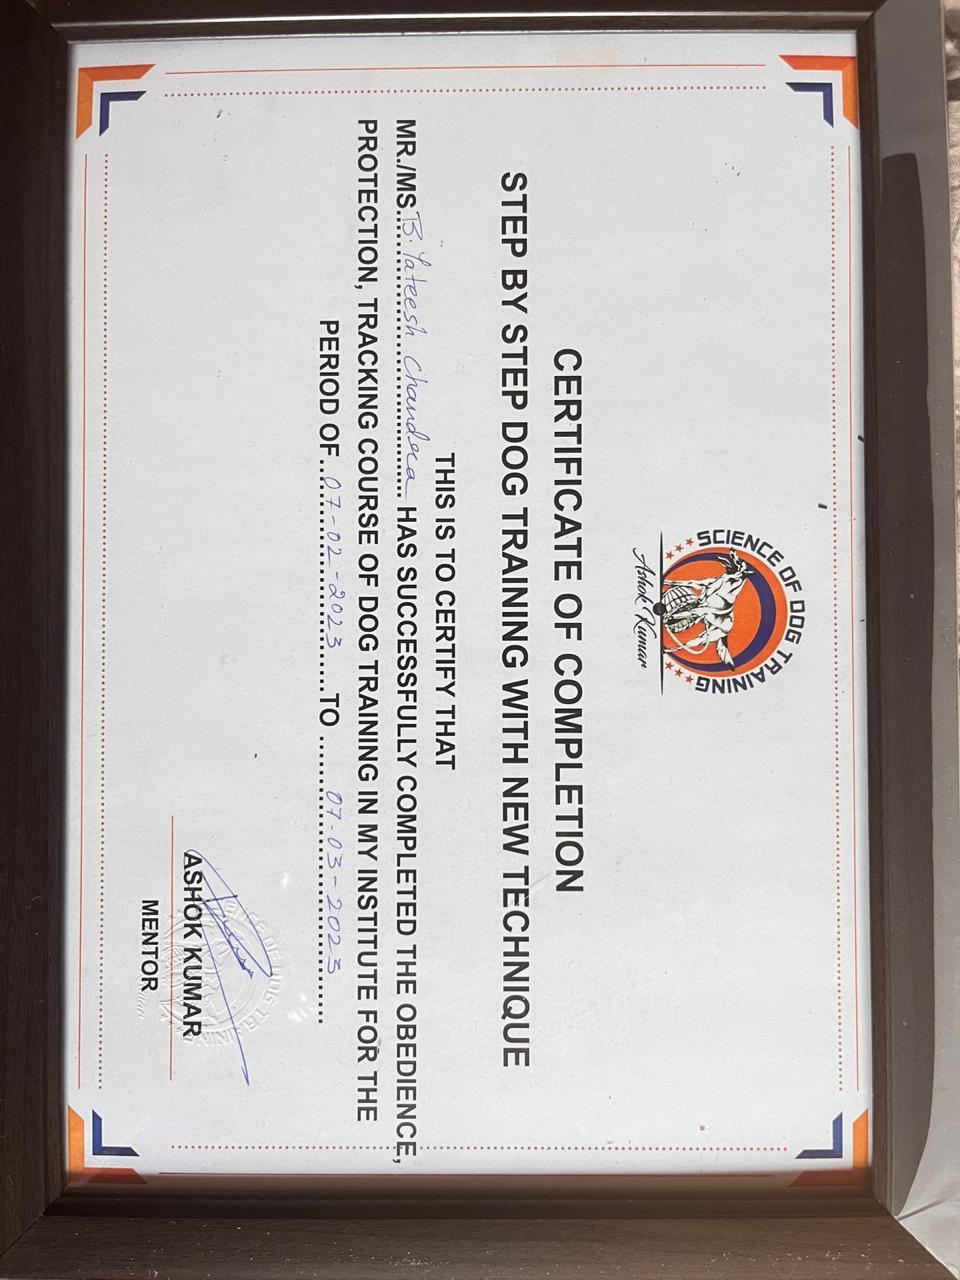 SCIENCE OF DOG TRAINING
Ashok Kumar
CERTIFICATE OF COMPLETION
STEP BY STEP DOG TRAINING WITH NEW TECHNIQUE
THIS IS TO CERTIFY THAT
MR./MS. B. Yateesh Chandra HAS SUCCESSFULLY COMPLETED THE OBEDIENCE,
PROTECTION, TRACKING COURSE OF DOG TRAINING IN MY INSTITUTE FOR THE
PERIOD OF 07-02-2023 TO 07-03-2023
ASHOK KUMAR
MENTOR